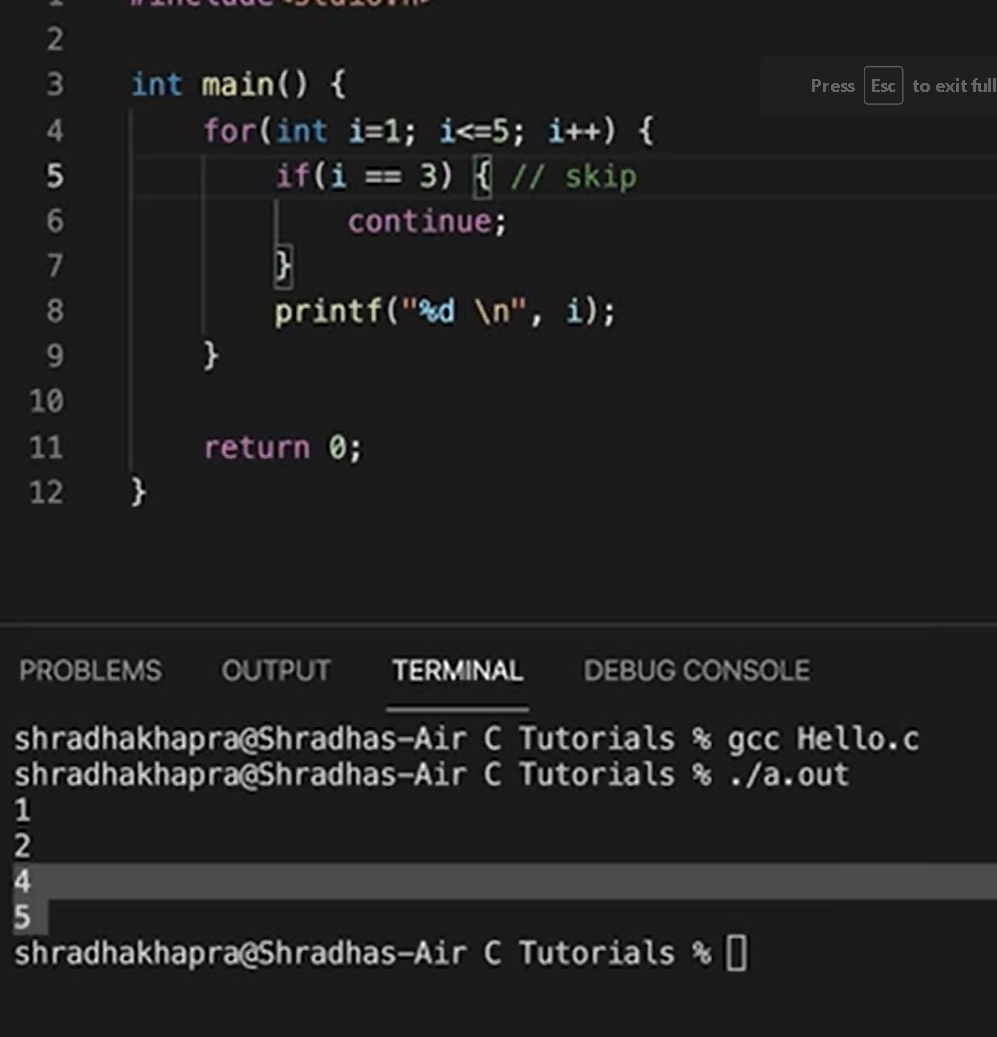 1 #include<stdio.h>
2
3 int main() {
Press Esc to exit full
4 for(int i=1; i<=5; i++) {
5 if(i == 3) { // skip
6 continue;
7 }
8 printf("%d \n", i);
9 }
10
11 return 0;
12 }
PROBLEMS OUTPUT TERMINAL DEBUG CONSOLE
shradhakhapra@Shradhas-Air C Tutorials % gcc Hello.c
shradhakhapra@Shradhas-Air C Tutorials % ./a.out
1
2
4
5
shradhakhapra@Shradhas-Air C Tutorials %